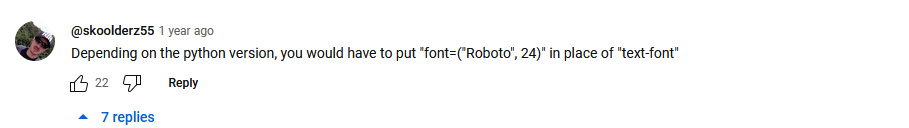 @skoolderz55 1 year ago
Depending on the python version, you would have to put "font=("Roboto", 24)" in place of "text-font"
22 Reply
7 replies